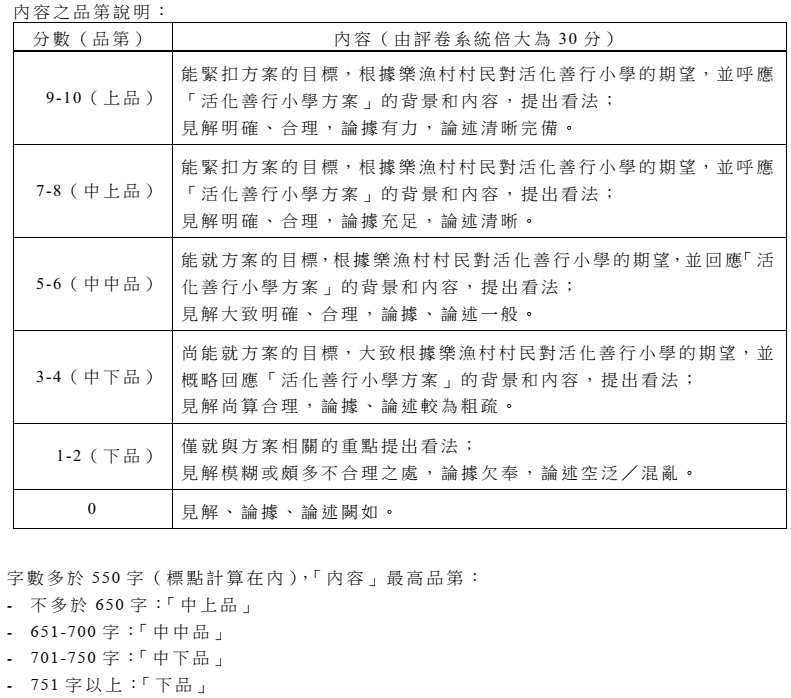 內容之品第說明：
分數（品第） 內容（由評卷系統倍大為 30 分）
9-10（上品） 能緊扣方案的目標，根據樂漁村村民對活化善行小學的期望，並呼應
「活化善行小學方案」的背景和內容，提出看法；
見解明確、合理，論據有力，論述清晰完備。
7-8（中上品） 能緊扣方案的目標，根據樂漁村村民對活化善行小學的期望，並呼應
「活化善行小學方案」的背景和內容，提出看法；
見解明確、合理，論據充足，論述清晰。
5-6（中中品） 能就方案的目標，根據樂漁村村民對活化善行小學的期望，並回應「活
化善行小學方案」的背景和內容，提出看法；
見解大致明確、合理，論據、論述一般。
3-4（中下品） 尚能就方案的目標，大致根據樂漁村村民對活化善行小學的期望，並
概略回應「活化善行小學方案」的背景和內容，提出看法；
見解尚算合理，論據、論述較為粗疏。
1-2（下品） 僅就與方案相關的重點提出看法；
見解模糊或頗多不合理之處，論據欠奉，論述空泛／混亂。
0 見解、論據、論述闕如。
字數多於 550 字（標點計算在內），「內容」最高品第：
- 不多於 650 字：「中上品」
- 651-700 字：「中中品」
- 701-750 字：「中下品」
- 751 字以上：「下品」